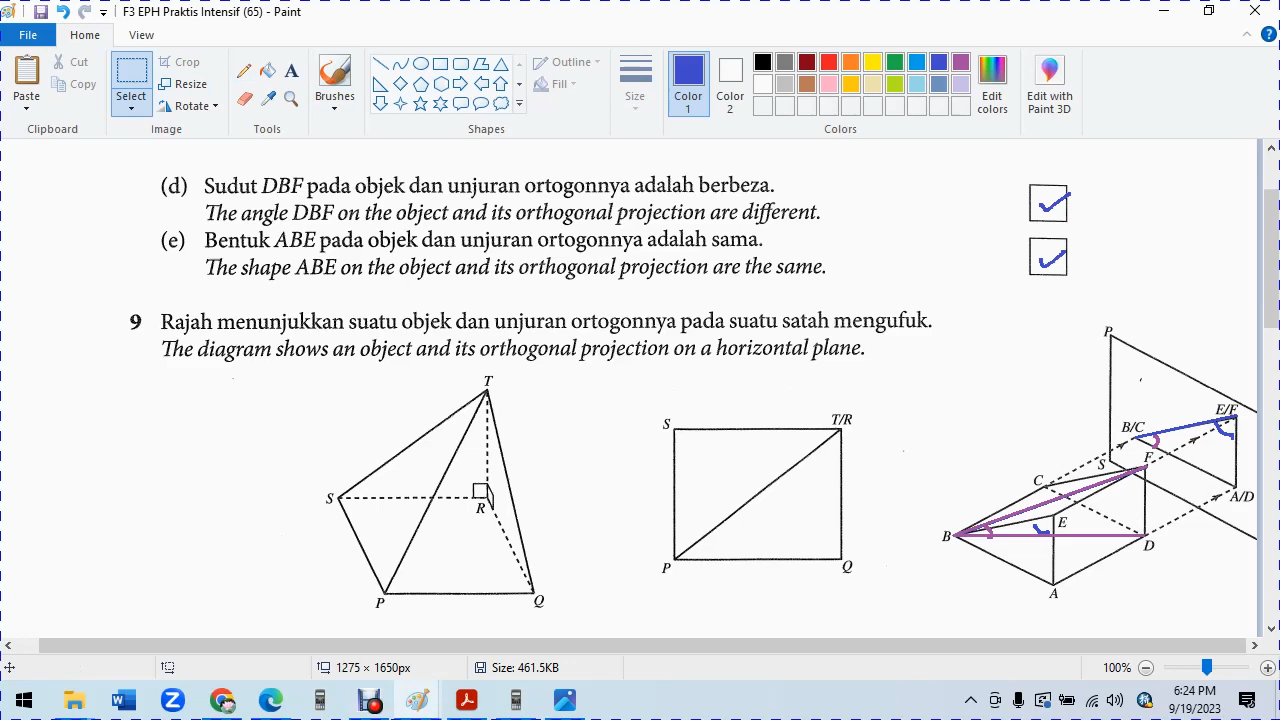 F3 EPH Praktis Intensif (65) - Paint
File Home View
Paste Cut Copy
Select Crop Resize Rotate
Brushes
Outline Fill
Size
Color 1
Color 2
Edit colors
Edit with Paint 3D
Clipboard Image Tools Shapes Colors
(d) Sudut DBF pada objek dan unjuran ortogonnya adalah berbeza.
The angle DBF on the object and its orthogonal projection are different.
(e) Bentuk ABE pada objek dan unjuran ortogonnya adalah sama.
The shape ABE on the object and its orthogonal projection are the same.
9 Rajah menunjukkan suatu objek dan unjuran ortogonnya pada suatu satah mengufuk.
The diagram shows an object and its orthogonal projection on a horizontal plane.
T
S
R
P
Q
S
T/R
P
Q
P
E/F
B/C
S
F
C
A/D
E
B
D
A
1275 × 1650px
Size: 461.5KB
100%
6:24 PM
9/19/2023